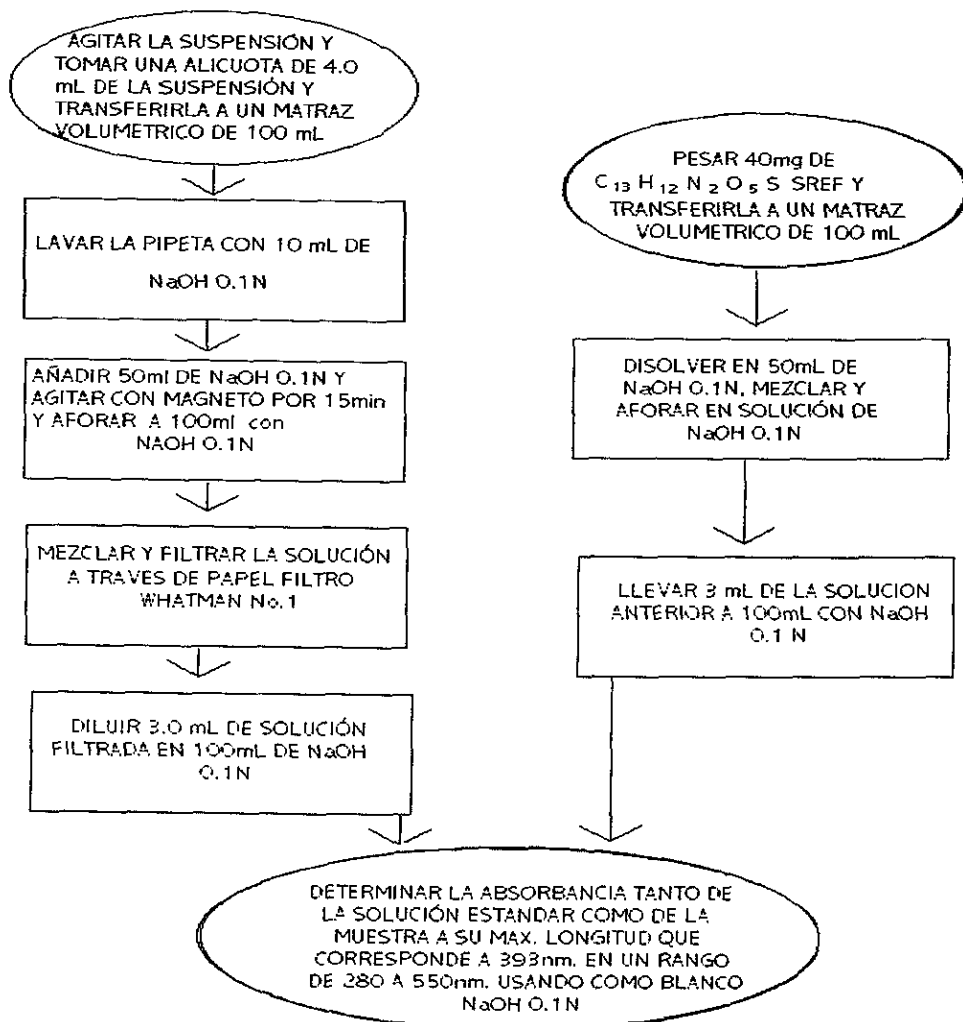 AGITAR LA SUSPENSIÓN Y
TOMAR UNA ALICUOTA DE 4.0
mL DE LA SUSPENSIÓN Y
TRANSFERIRLA A UN MATRAZ
VOLUMETRICO DE 100 mL
LAVAR LA PIPETA CON 10 mL DE
NaOH 0.1N
AÑADIR 50ml DE NaOH 0.1N Y
AGITAR CON MAGNETO POR 15min
Y AFORAR A 100ml con
NAOH 0.1N
MEZCLAR Y FILTRAR LA SOLUCIÓN
A TRAVES DE PAPEL FILTRO
WHATMAN No.1
DILUIR 3.0 mL DE SOLUCIÓN
FILTRADA EN 100mL DE NaOH
0.1N
PESAR 40mg DE
C₁₃ H₁₂ N₂ O₅ S SREF Y
TRANSFERIRLA A UN MATRAZ
VOLUMETRICO DE 100 mL
DISOLVER EN 50mL DE
NaOH 0.1N, MEZCLAR Y
AFORAR EN SOLUCIÓN DE
NaOH 0.1N
LLEVAR 3 mL DE LA SOLUCION
ANTERIOR A 100mL CON NaOH
0.1 N
DETERMINAR LA ABSORBANCIA TANTO DE
LA SOLUCIÓN ESTANDAR COMO DE LA
MUESTRA A SU MAX. LONGITUD QUE
CORRESPONDE A 393nm. EN UN RANGO
DE 280 A 550nm. USANDO COMO BLANCO
NaOH 0.1N